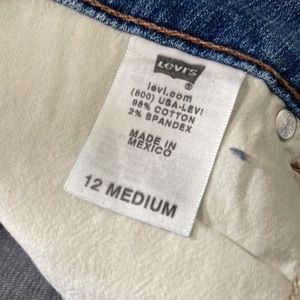 Levi's
®
levi.com
(800) USA-LEVI
98% COTTON
2% SPANDEX
MADE IN
MEXICO
12 MEDIUM